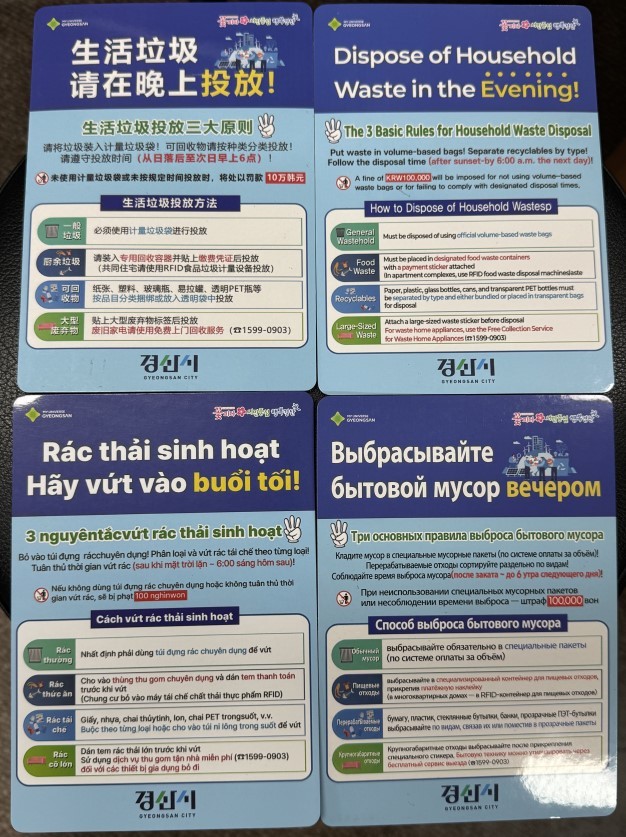 MY UNIVERSE
GYEONGSAN
生活垃圾
请在晚上投放!
生活垃圾投放三大原则
请将垃圾装入计量垃圾袋! 可回收物请按种类分类投放!
请遵守投放时间 (从日落后至次日早上6点) !
未使用计量垃圾袋或未按规定时间投放时，将处以罚款 10万韩元
生活垃圾投放方法
一般
垃圾
必须使用计量垃圾袋进行投放
厨余垃圾
请装入专用回收容器并贴上缴费凭证后投放
(共同住宅请使用RFID食品垃圾计量设备投放)
可回
收物
纸张、塑料、玻璃瓶、易拉罐、透明PET瓶等
按品目分类捆绑或放入透明袋中投放
大型
废弃物
贴上大型废弃物标签后投放
废旧家电请使用免费上门回收服务 (☎1599-0903)
경산시
GYEONGSAN CITY
MY UNIVERSE
GYEONGSAN
Dispose of Household
Waste in the Evening!
The 3 Basic Rules for Household Waste Disposal
Put waste in volume-based bags! Separate recyclables by type!
Follow the disposal time (after sunset-by 6:00 a.m. the next day)!
A fine of KRW100,000 will be imposed for not using volume-based
waste bags or for failing to comply with designated disposal times.
How to Dispose of Household Wastesp
General
Wastehold
Must be disposed of using official volume-based waste bags
Food
Waste
Must be placed in designated food waste containers
with a payment sticker attached
(In apartment complexes, use RFID food waste disposal machineslaste
Recyclables
Paper, plastic, glass bottles, cans, and transparent PET bottles must
be separated by type and either bundled or placed in transparent bags
for disposal
Large-Sized
Waste
Attach a large-sized waste sticker before disposal
For waste home appliances, use the Free Collection Service
for Waste Home Appliances (☎1599-0903)
경산시
GYEONGSAN CITY
MY UNIVERSE
GYEONGSAN
Rác thải sinh hoạt
Hãy vứt vào buổi tối!
3 nguyêntắcvứt rác thải sinh hoạt
Bỏ vào túi đựng rácchuyên dụng! Phân loại và vứt rác tái chế theo từng loại!
Tuân thủ thời gian vứt rác (sau khi mặt trời lặn – 6:00 sáng hôm sau)!
Nếu không dùng túi đựng rác chuyên dụng hoặc không tuân thủ thời
gian vứt rác, sẽ bị phạt 100 nghìnwon
Cách vứt rác thải sinh hoạt
Rác
thường
Nhất định phải dùng túi đựng rác chuyên dụng để vứt
Rác
thức ăn
Cho vào thùng thu gom chuyên dụng và dán tem thanh toán
trước khi vứt
(Chung cư bỏ vào máy tái chế chất thải thực phẩm RFID)
Rác tái
chế
Giấy, nhựa, chai thủytinh, lon, chai PET trongsuốt, v.v.
Buộc theo từng loại hoặc cho vào túi ni lông trong suốt để vứt
Rác
cỡ lớn
Dán tem rác thải lớn trước khi vứt
Sử dụng dịch vụ thu gom tận nhà miễn phí (☎1599-0903)
đối với các thiết bị gia dụng bỏ đi
경산시
GYEONGSAN CITY
MY UNIVERSE
GYEONGSAN
Выбрасывайте
бытовой мусор вечером
Три основных правила выброса бытового мусора
Кладите мусор в специальные мусорные пакеты (по системе оплаты за объём)!
Перерабатываемые отходы сортируйте раздельно по видам!
Соблюдайте время выброса мусора(после заката – до 6 утра следующего дня)!
При неиспользовании специальных мусорных пакетов
или несоблюдении времени выброса — штраф 100,000 вон
Способ выброса бытового мусора
Обычный
мусор
выбрасывайте обязательно в специальные пакеты
(по системе оплаты за объём)
Пищевые
отходы
выбрасывайте в специализированный контейнер для пищевых отходов,
прикрепив платёжную наклейку
(в многоквартирных домах — в RFID-контейнер для пищевых отходов)
Перерабатываемые
отходы
бумагу, пластик, стеклянные бутылки, банки, прозрачные ПЭТ-бутылки
выбрасывайте по видам, связав их или поместив в прозрачные пакеты
Крупногабаритные
отходы
Крупногабаритные отходы выбрасывайте после прикрепления
специального стикера, бытовую технику можно утилизировать через
бесплатный сервис выезда (☎1599-0903)
경산시
GYEONGSAN CITY